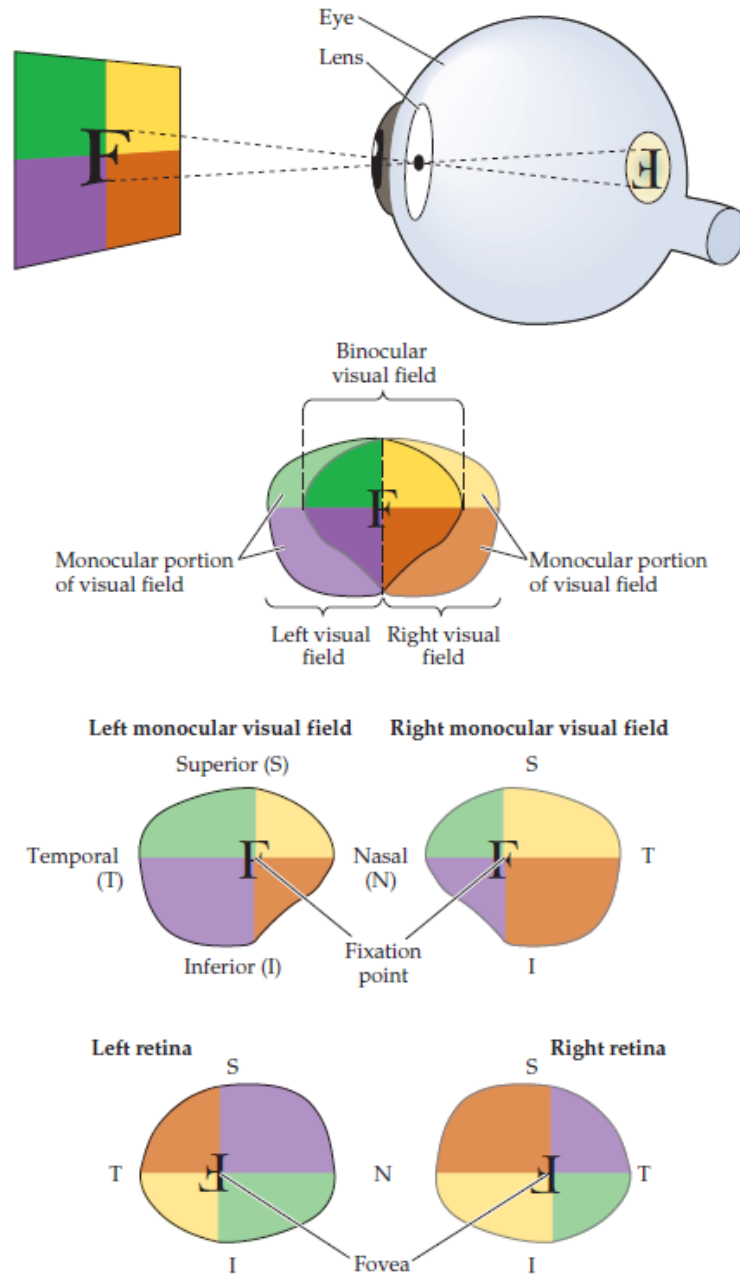 Eye
Lens
F
F
Binocular
visual field
F
Monocular portion
of visual field
Monocular portion
of visual field
Left visual
field
Right visual
field
Left monocular visual field
Right monocular visual field
Superior (S)
S
Temporal
(T)
F
Nasal
(N)
F
T
Inferior (I)
Fixation
point
I
Left retina
Right retina
S
S
T
F
N
F
T
I
Fovea
I